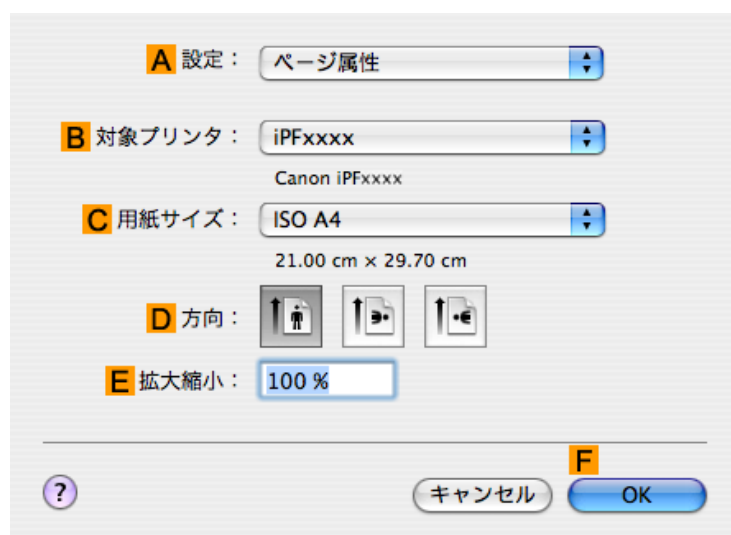 A 設定： ページ属性
B 対象プリンタ： iPFxxxx
Canon iPFxxxx
C 用紙サイズ： ISO A4
21.00 cm × 29.70 cm
D 方向：
E 拡大縮小： 100 %
F
? キャンセル OK